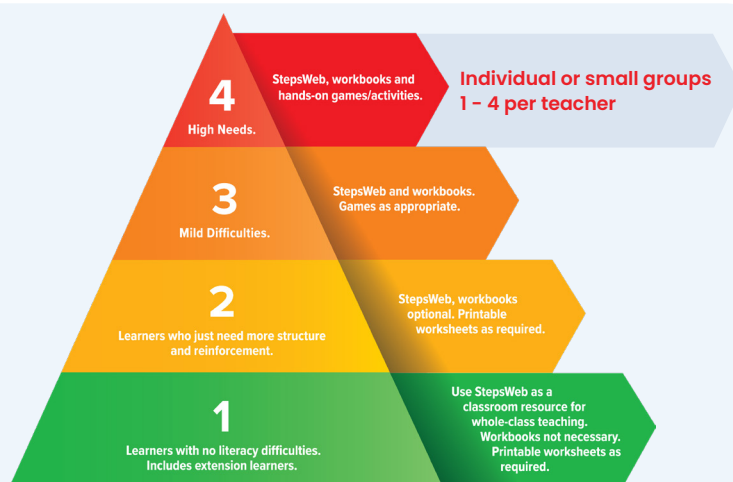 4
High Needs.
StepsWeb, workbooks and
hands-on games/activities.
Individual or small groups
1 - 4 per teacher
3
Mild Difficulties.
StepsWeb and workbooks.
Games as appropriate.
2
Learners who just need more structure
and reinforcement.
StepsWeb, workbooks
optional. Printable
worksheets as required.
1
Learners with no literacy difficulties.
Includes extension learners.
Use StepsWeb as a
classroom resource for
whole-class teaching.
Workbooks not necessary.
Printable worksheets as
required.